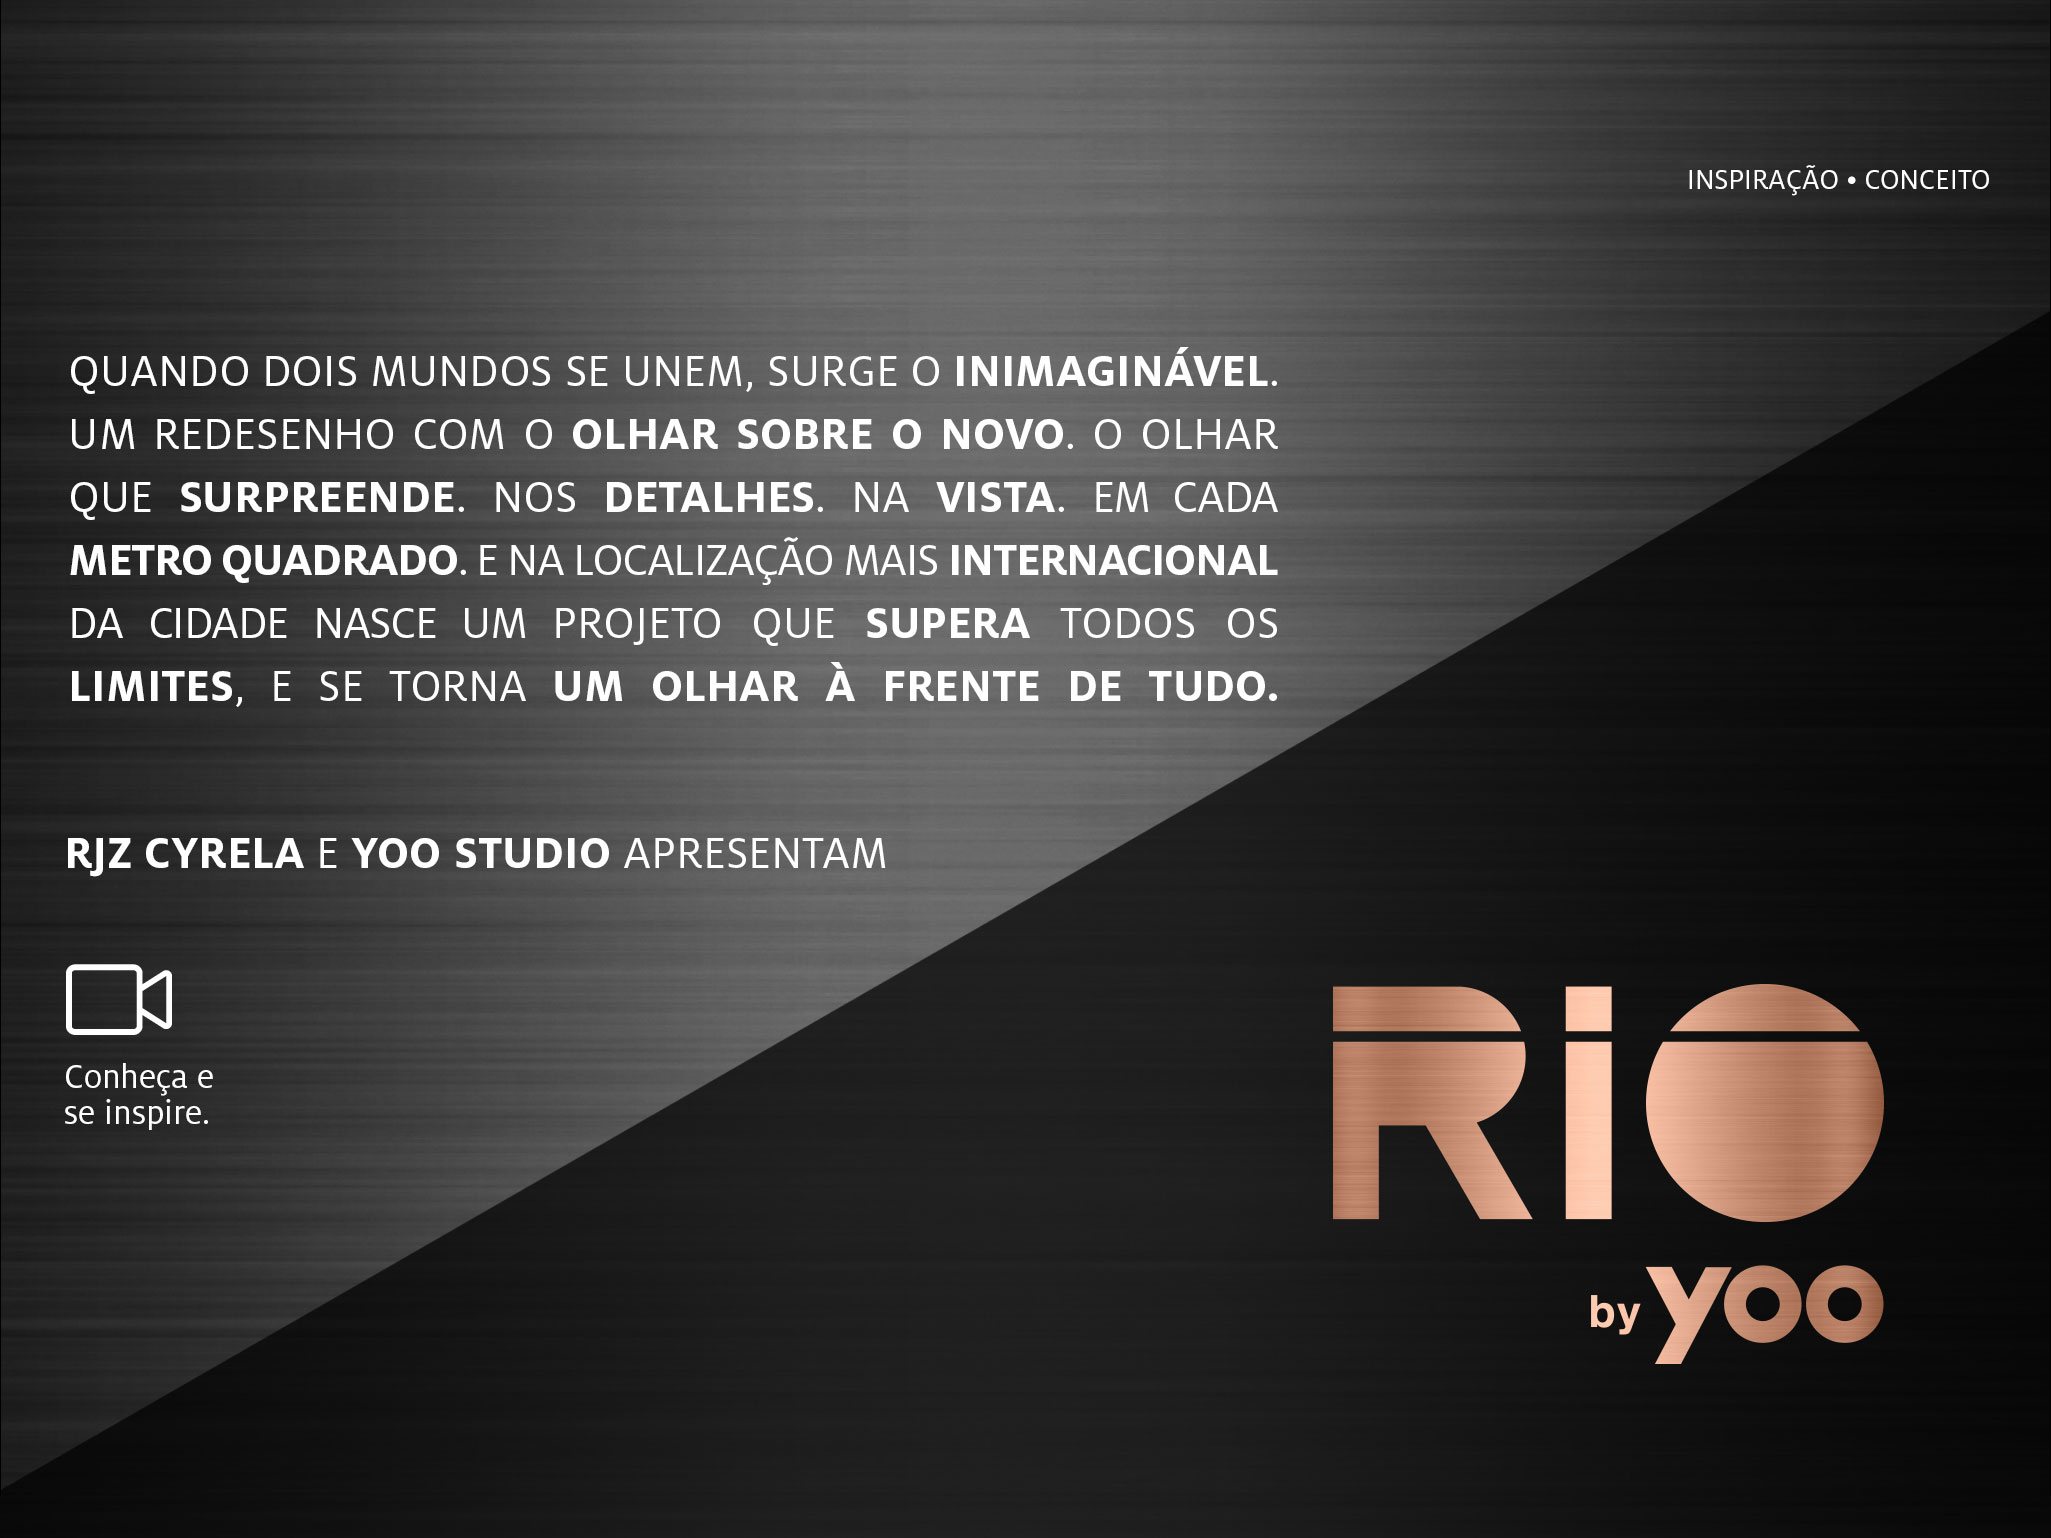 INSPIRAÇÃO • CONCEITO
QUANDO DOIS MUNDOS SE UNEM, SURGE O INIMAGINÁVEL.
UM REDESENHO COM O OLHAR SOBRE O NOVO. O OLHAR
QUE SURPREENDE. NOS DETALHES. NA VISTA. EM CADA
METRO QUADRADO. E NA LOCALIZAÇÃO MAIS INTERNACIONAL
DA CIDADE NASCE UM PROJETO QUE SUPERA TODOS OS
LIMITES, E SE TORNA UM OLHAR À FRENTE DE TUDO.
RJZ CYRELA E YOO STUDIO APRESENTAM
Conheça e
se inspire.
RIO
by yoo